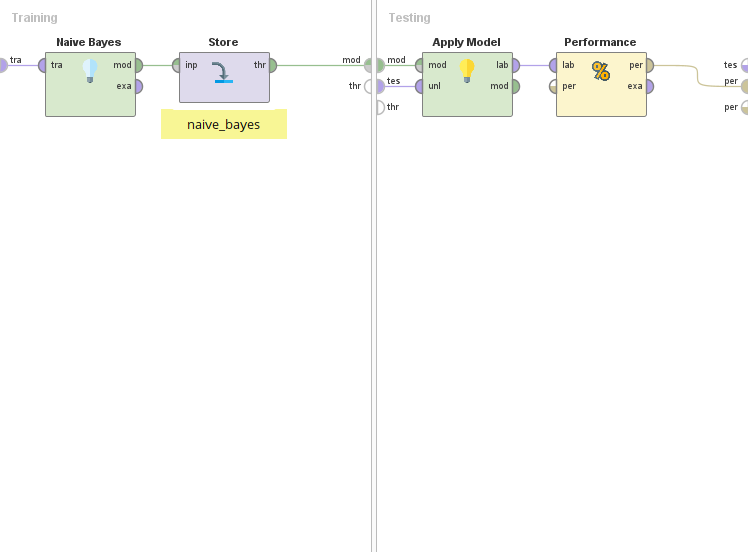 Training
Naive Bayes
Store
tra
tra
mod
exa
inp
thr
mod
thr
naive_bayes
Testing
Apply Model
Performance
mod
tes
thr
mod
unl
lab
mod
lab
per
per
exa
tes
per
per